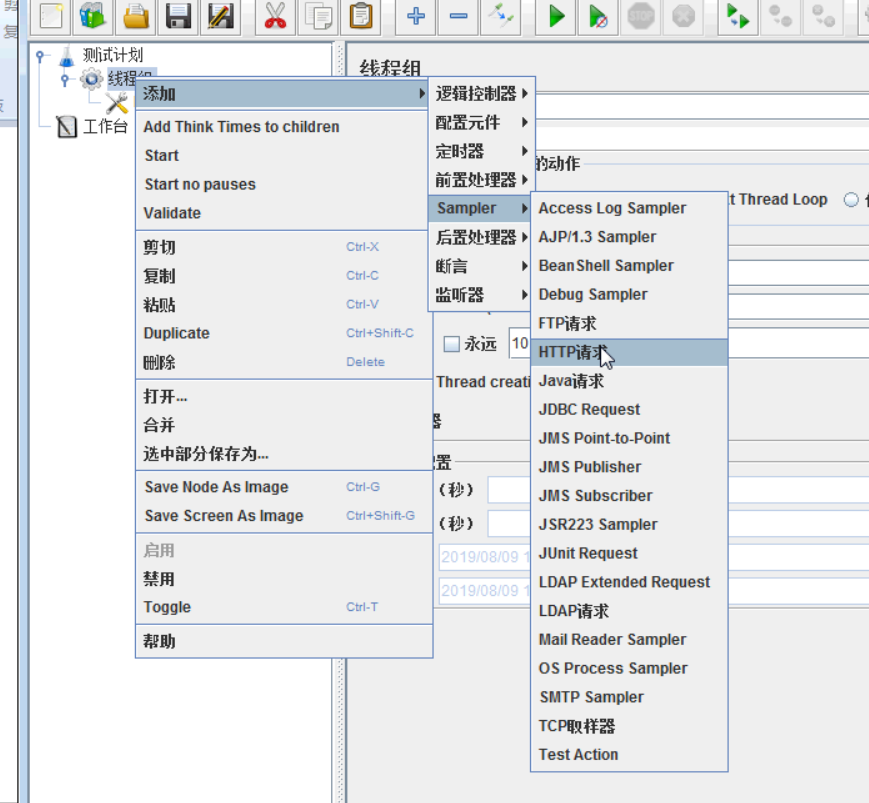 测试计划
线程组
工作台
线程组
添加
Add Think Times to children
Start
Start no pauses
Validate
剪切 Ctrl-X
复制 Ctrl-C
粘贴 Ctrl-V
Duplicate Ctrl+Shift-C
删除 Delete
打开...
合并
选中部分保存为...
Save Node As Image Ctrl-G
Save Screen As Image Ctrl+Shift-G
启用
禁用
Toggle Ctrl-T
帮助
逻辑控制器
配置元件
定时器
前置处理器
Sampler
后置处理器
断言
监听器
Access Log Sampler
AJP/1.3 Sampler
BeanShell Sampler
Debug Sampler
FTP请求
HTTP请求
Java请求
JDBC Request
JMS Point-to-Point
JMS Publisher
JMS Subscriber
JSR223 Sampler
JUnit Request
LDAP Extended Request
LDAP请求
Mail Reader Sampler
OS Process Sampler
SMTP Sampler
TCP取样器
Test Action
的动作
Thread Loop
永远 10
Thread
器
置
（秒）
（秒）
2019/08/09 1
2019/08/09 1
STOP